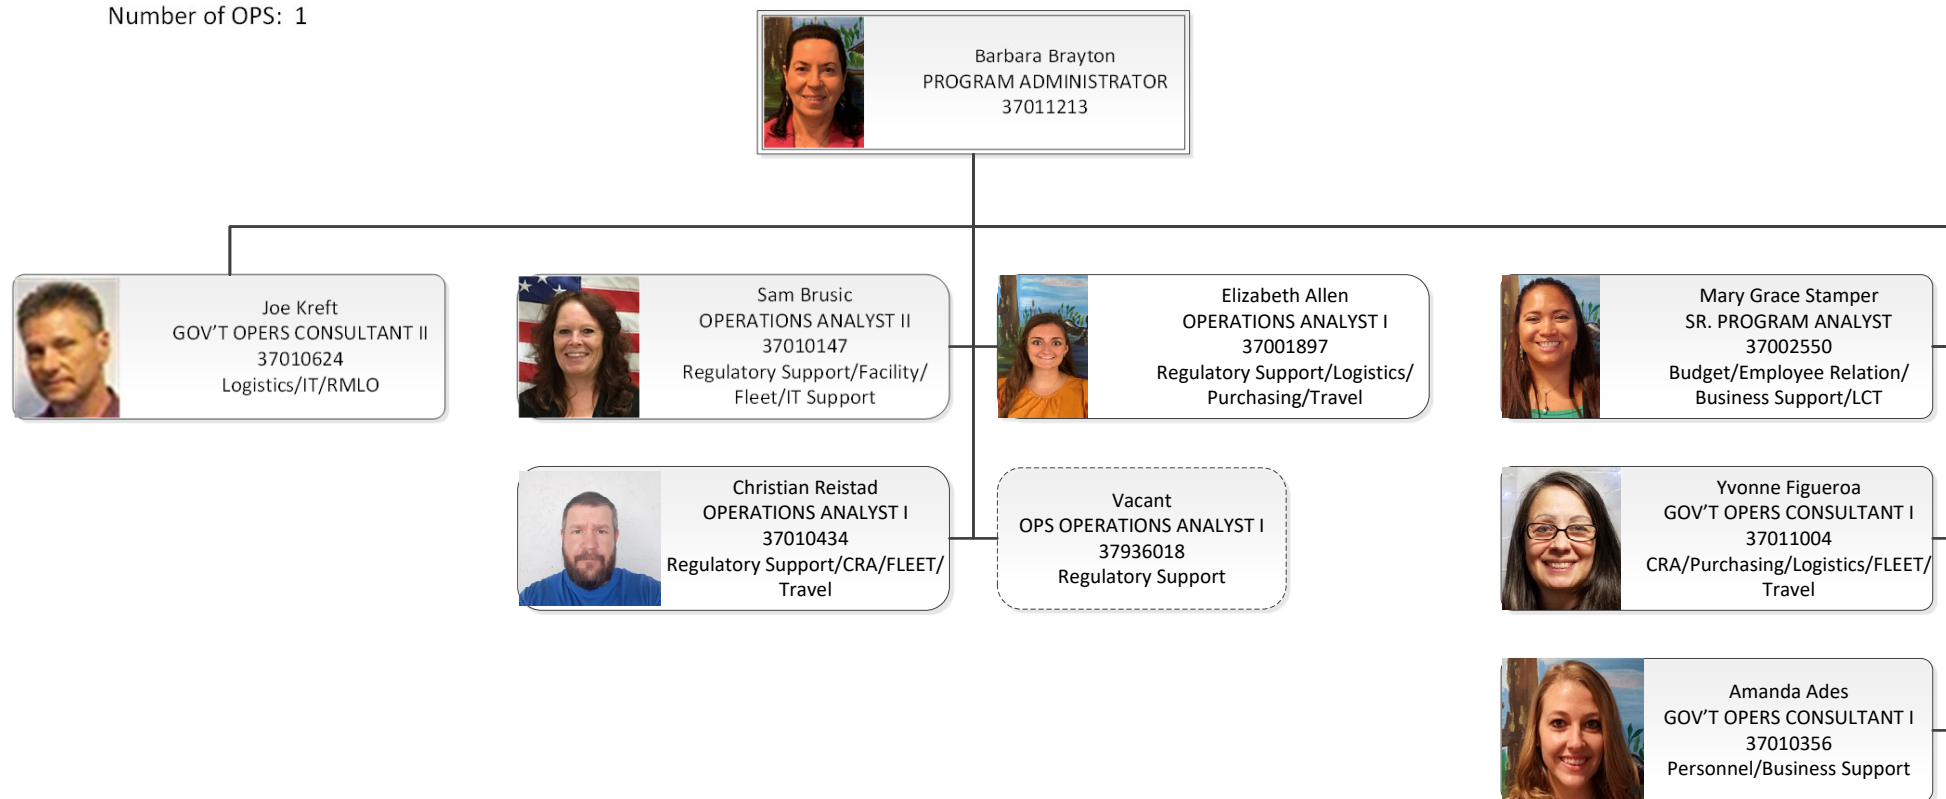 Number of OPS: 1
Barbara Brayton
PROGRAM ADMINISTRATOR
37011213
Joe Kreft
GOV'T OPERS CONSULTANT II
37010624
Logistics/IT/RMLO
Sam Brusic
OPERATIONS ANALYST II
37010147
Regulatory Support/Facility/
Fleet/IT Support
Elizabeth Allen
OPERATIONS ANALYST I
37001897
Regulatory Support/Logistics/
Purchasing/Travel
Mary Grace Stamper
SR. PROGRAM ANALYST
37002550
Budget/Employee Relation/
Business Support/LCT
Christian Reistad
OPERATIONS ANALYST I
37010434
Regulatory Support/CRA/FLEET/
Travel
Vacant
OPS OPERATIONS ANALYST I
37936018
Regulatory Support
Yvonne Figueroa
GOV'T OPERS CONSULTANT I
37011004
CRA/Purchasing/Logistics/FLEET/
Travel
Amanda Ades
GOV'T OPERS CONSULTANT I
37010356
Personnel/Business Support